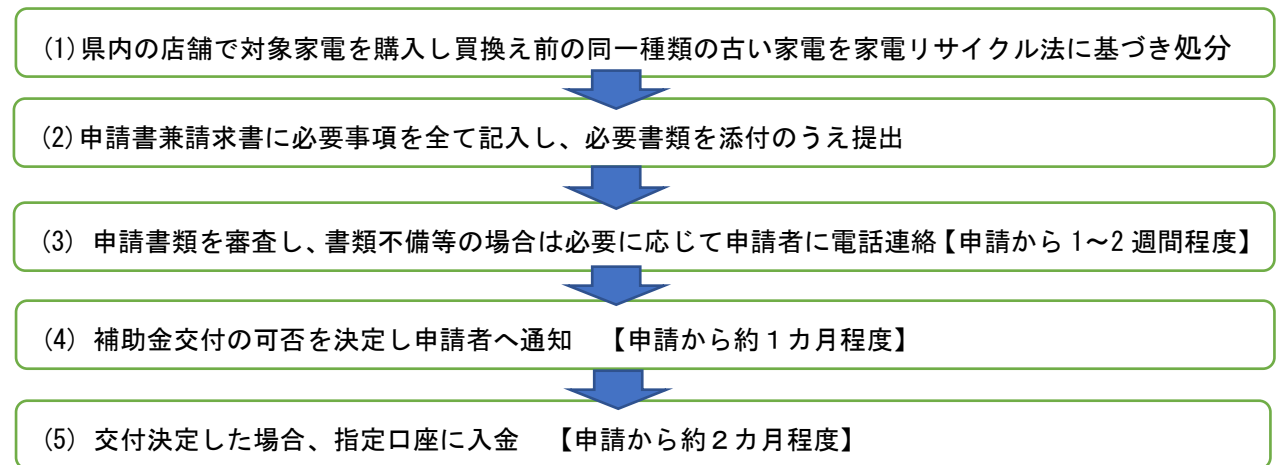 (1)県内の店舗で対象家電を購入し買換え前の同一種類の古い家電を家電リサイクル法に基づき処分
(2)申請書兼請求書に必要事項を全て記入し、必要書類を添付のうえ提出
(3) 申請書類を審査し、書類不備等の場合は必要に応じて申請者に電話連絡【申請から1～2週間程度】
(4) 補助金交付の可否を決定し申請者へ通知　【申請から約１カ月程度】
(5) 交付決定した場合、指定口座に入金　【申請から約２カ月程度】